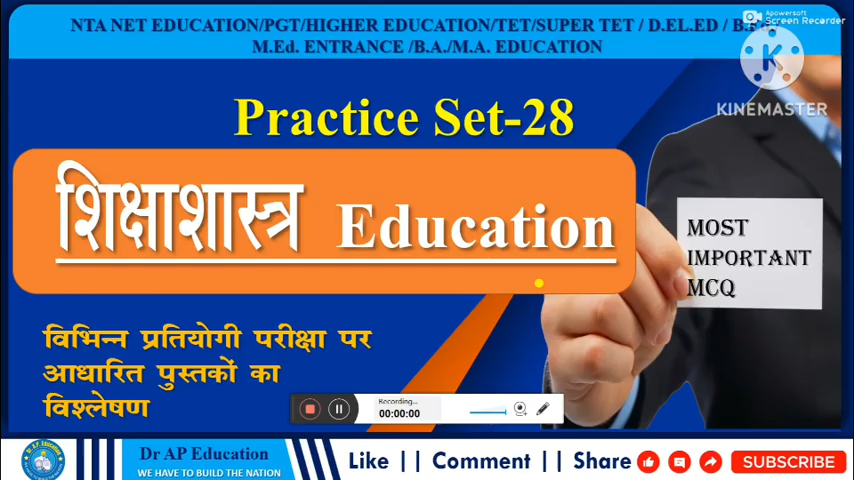 NTA NET EDUCATION/PGT/HIGHER EDUCATION/TET/SUPER TET / D.EL.ED /
M.Ed. ENTRANCE /B.A./M.A. EDUCATION
Apowersoft
Screen Recorder
KINEMASTER
Practice Set-28
शिक्षाशास्त्र Education
MOST
IMPORTANT
MCQ
विभिन्न प्रतियोगी परीक्षा पर
आधारित पुस्तकों का
विश्लेषण
Recording...
00:00:00
Dr AP Education
WE HAVE TO BUILD THE NATION
Like || Comment || Share
SUBSCRIBE